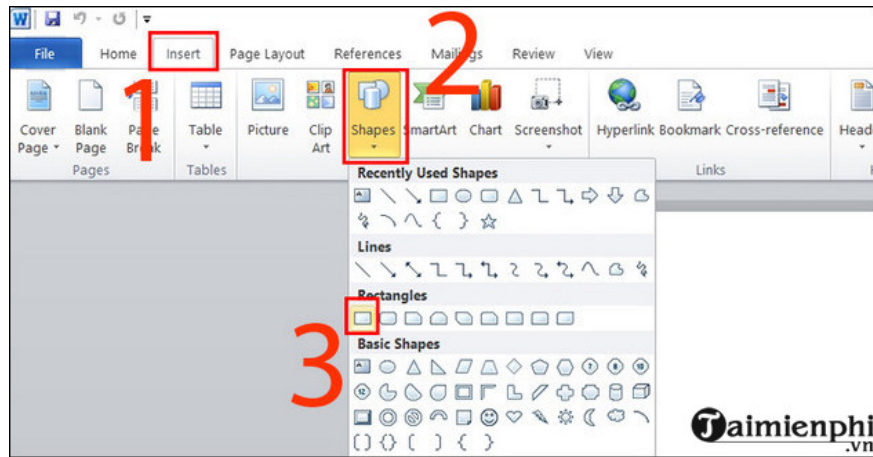 W
File Home Insert Page Layout References Mailings Review View
1
2
Cover Page
Blank Page
Page Break
Table
Picture
Clip Art
Shapes
SmartArt
Chart
Screenshot
Hyperlink
Bookmark
Cross-reference
Pages
Tables
Links
Recently Used Shapes
Lines
Rectangles
3
Basic Shapes
Taimienphi
.vn